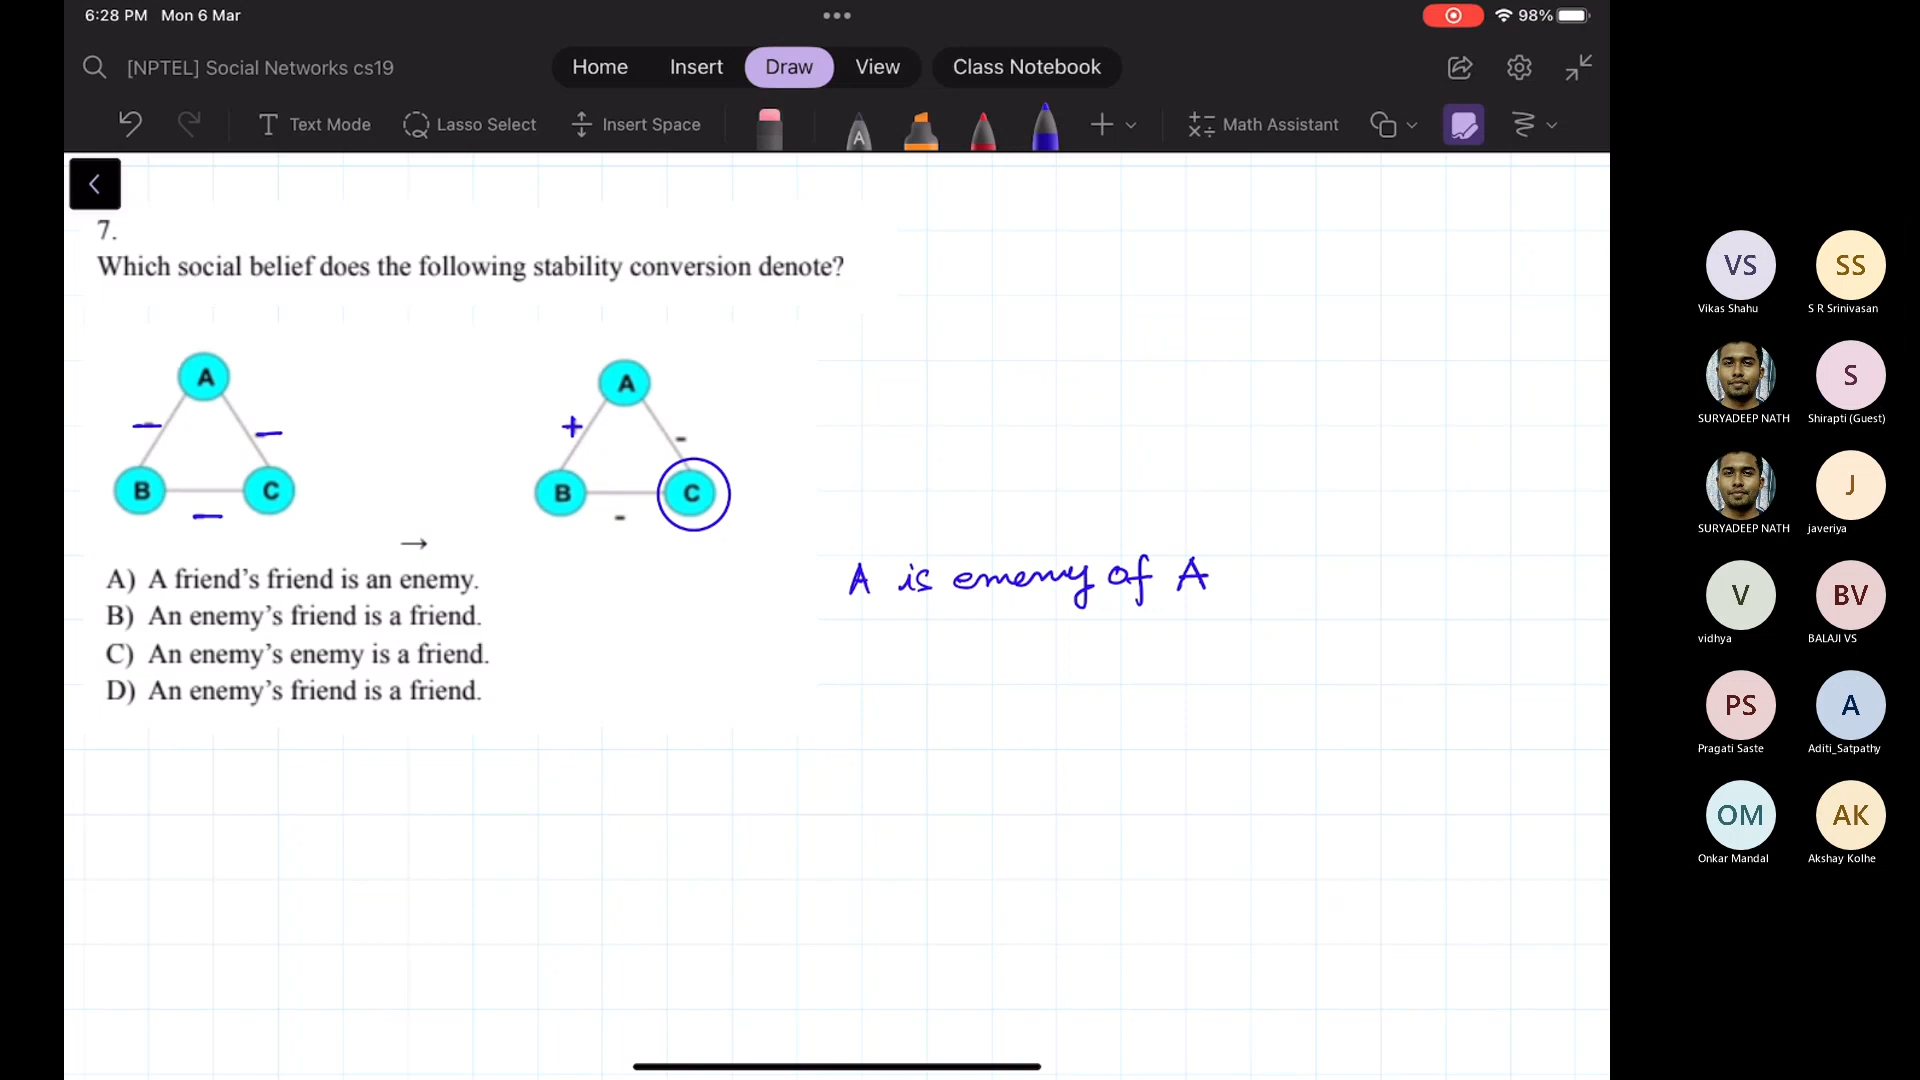 6:28 PM Mon 6 Mar
98%
[NPTEL] Social Networks cs19
Home Insert Draw View Class Notebook
Text Mode Lasso Select Insert Space A Math Assistant
7.
Which social belief does the following stability conversion denote?
A A
– – + -
B C B C
– -
→
A) A friend's friend is an enemy.
B) An enemy's friend is a friend.
C) An enemy's enemy is a friend.
D) An enemy's friend is a friend.
A is enemy of A
VS SS
Vikas Shahu S R Srinivasan
S
SURYADEEP NATH Shirapti (Guest)
J
SURYADEEP NATH javeriya
V BV
vidhya BALAJI VS
PS A
Pragati Saste Aditi_Satpathy
OM AK
Onkar Mandal Akshay Kolhe